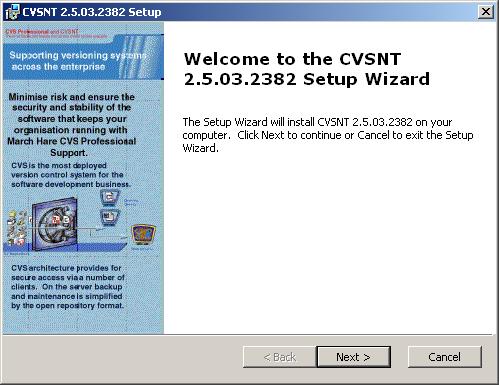 CVSNT 2.5.03.2382 Setup
CVS Professional and CVSNT
Supporting versioning systems
across the enterprise
Minimise risk and ensure the
security and stability of the
software that keeps your
organisation running with
March Hare CVS Professional
Support.
CVS is the most deployed
version control system for the
software development business.
CVS architecture provides for
secure access via a number of
clients. On the server backup
and maintenance is simplified
by the open repository format.
Welcome to the CVSNT
2.5.03.2382 Setup Wizard
The Setup Wizard will install CVSNT 2.5.03.2382 on your
computer. Click Next to continue or Cancel to exit the Setup
Wizard.
< Back
Next >
Cancel